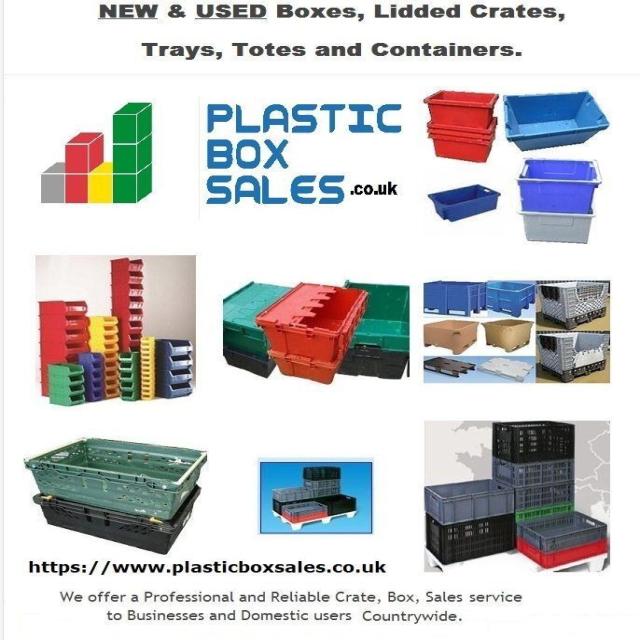 NEW & USED Boxes, Lidded Crates,
Trays, Totes and Containers.
PLASTIC
BOX
SALES.co.uk
https://www.plasticboxsales.co.uk
We offer a Professional and Reliable Crate, Box, Sales service
to Businesses and Domestic users Countrywide.